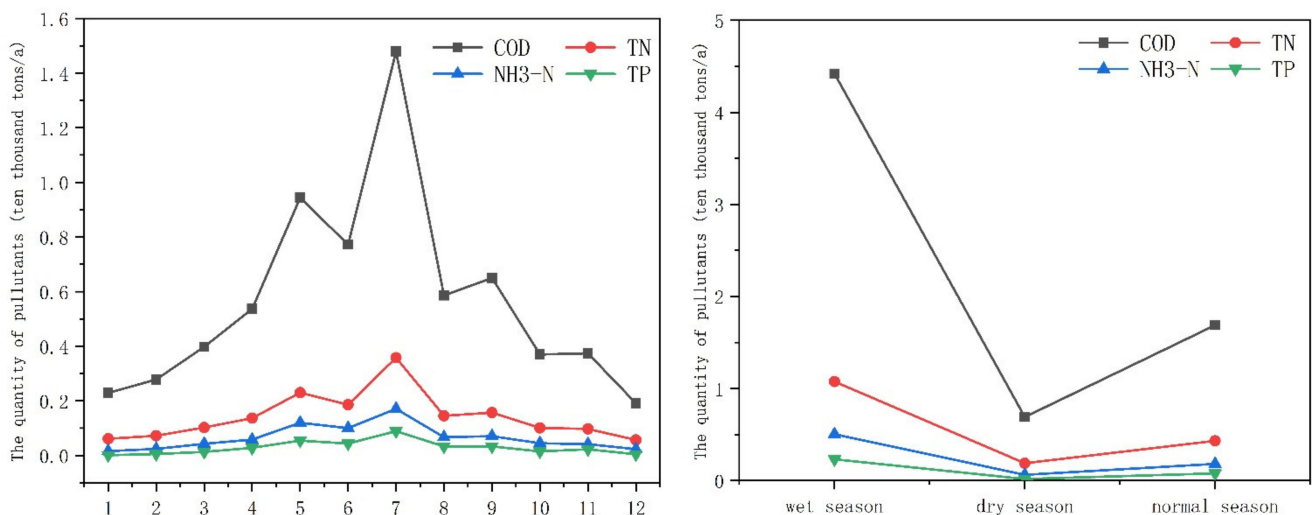 The quantity of pullutants (ten thousand tons/a)
1.6
1.4
1.2
1.0
0.8
0.6
0.4
0.2
0.0
COD
TN
NH3-N
TP
1 2 3 4 5 6 7 8 9 10 11 12
The quantity of pullutants (ten thousand tons/a)
5
4
3
2
1
0
COD
TN
NH3-N
TP
wet season dry season normal season